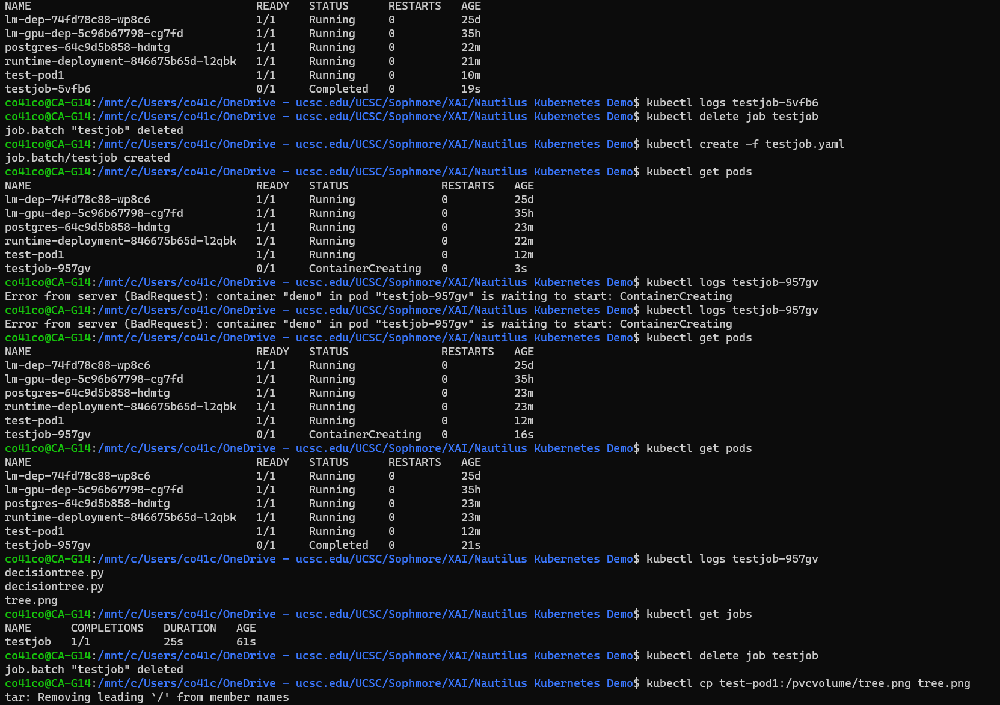 NAME                                  READY   STATUS      RESTARTS   AGE
lm-dep-74fd78c88-wp8c6                1/1     Running     0          25d
lm-gpu-dep-5c96b67798-cg7fd           1/1     Running     0          35h
postgres-64c9d5b858-hdmtg             1/1     Running     0          22m
runtime-deployment-846675b65d-l2qbk   1/1     Running     0          21m
test-pod1                             1/1     Running     0          10m
testjob-5vfb6                         0/1     Completed   0          19s
co41co@CA-G14:/mnt/c/Users/co41c/OneDrive - ucsc.edu/UCSC/Sophmore/XAI/Nautilus Kubernetes Demo$ kubectl logs testjob-5vfb6
co41co@CA-G14:/mnt/c/Users/co41c/OneDrive - ucsc.edu/UCSC/Sophmore/XAI/Nautilus Kubernetes Demo$ kubectl delete job testjob
job.batch "testjob" deleted
co41co@CA-G14:/mnt/c/Users/co41c/OneDrive - ucsc.edu/UCSC/Sophmore/XAI/Nautilus Kubernetes Demo$ kubectl create -f testjob.yaml
job.batch/testjob created
co41co@CA-G14:/mnt/c/Users/co41c/OneDrive - ucsc.edu/UCSC/Sophmore/XAI/Nautilus Kubernetes Demo$ kubectl get pods
NAME                                  READY   STATUS              RESTARTS   AGE
lm-dep-74fd78c88-wp8c6                1/1     Running             0          25d
lm-gpu-dep-5c96b67798-cg7fd           1/1     Running             0          35h
postgres-64c9d5b858-hdmtg             1/1     Running             0          23m
runtime-deployment-846675b65d-l2qbk   1/1     Running             0          22m
test-pod1                             1/1     Running             0          12m
testjob-957gv                         0/1     ContainerCreating   0          3s
co41co@CA-G14:/mnt/c/Users/co41c/OneDrive - ucsc.edu/UCSC/Sophmore/XAI/Nautilus Kubernetes Demo$ kubectl logs testjob-957gv
Error from server (BadRequest): container "demo" in pod "testjob-957gv" is waiting to start: ContainerCreating
co41co@CA-G14:/mnt/c/Users/co41c/OneDrive - ucsc.edu/UCSC/Sophmore/XAI/Nautilus Kubernetes Demo$ kubectl logs testjob-957gv
Error from server (BadRequest): container "demo" in pod "testjob-957gv" is waiting to start: ContainerCreating
co41co@CA-G14:/mnt/c/Users/co41c/OneDrive - ucsc.edu/UCSC/Sophmore/XAI/Nautilus Kubernetes Demo$ kubectl get pods
NAME                                  READY   STATUS              RESTARTS   AGE
lm-dep-74fd78c88-wp8c6                1/1     Running             0          25d
lm-gpu-dep-5c96b67798-cg7fd           1/1     Running             0          35h
postgres-64c9d5b858-hdmtg             1/1     Running             0          23m
runtime-deployment-846675b65d-l2qbk   1/1     Running             0          23m
test-pod1                             1/1     Running             0          12m
testjob-957gv                         0/1     ContainerCreating   0          16s
co41co@CA-G14:/mnt/c/Users/co41c/OneDrive - ucsc.edu/UCSC/Sophmore/XAI/Nautilus Kubernetes Demo$ kubectl get pods
NAME                                  READY   STATUS      RESTARTS   AGE
lm-dep-74fd78c88-wp8c6                1/1     Running     0          25d
lm-gpu-dep-5c96b67798-cg7fd           1/1     Running     0          35h
postgres-64c9d5b858-hdmtg             1/1     Running     0          23m
runtime-deployment-846675b65d-l2qbk   1/1     Running     0          23m
test-pod1                             1/1     Running     0          12m
testjob-957gv                         0/1     Completed   0          21s
co41co@CA-G14:/mnt/c/Users/co41c/OneDrive - ucsc.edu/UCSC/Sophmore/XAI/Nautilus Kubernetes Demo$ kubectl logs testjob-957gv
decisiontree.py
decisiontree.py
tree.png
co41co@CA-G14:/mnt/c/Users/co41c/OneDrive - ucsc.edu/UCSC/Sophmore/XAI/Nautilus Kubernetes Demo$ kubectl get jobs
NAME      COMPLETIONS   DURATION   AGE
testjob   1/1           25s        61s
co41co@CA-G14:/mnt/c/Users/co41c/OneDrive - ucsc.edu/UCSC/Sophmore/XAI/Nautilus Kubernetes Demo$ kubectl delete job testjob
job.batch "testjob" deleted
co41co@CA-G14:/mnt/c/Users/co41c/OneDrive - ucsc.edu/UCSC/Sophmore/XAI/Nautilus Kubernetes Demo$ kubectl cp test-pod1:/pvcvolume/tree.png tree.png
tar: Removing leading `/' from member names